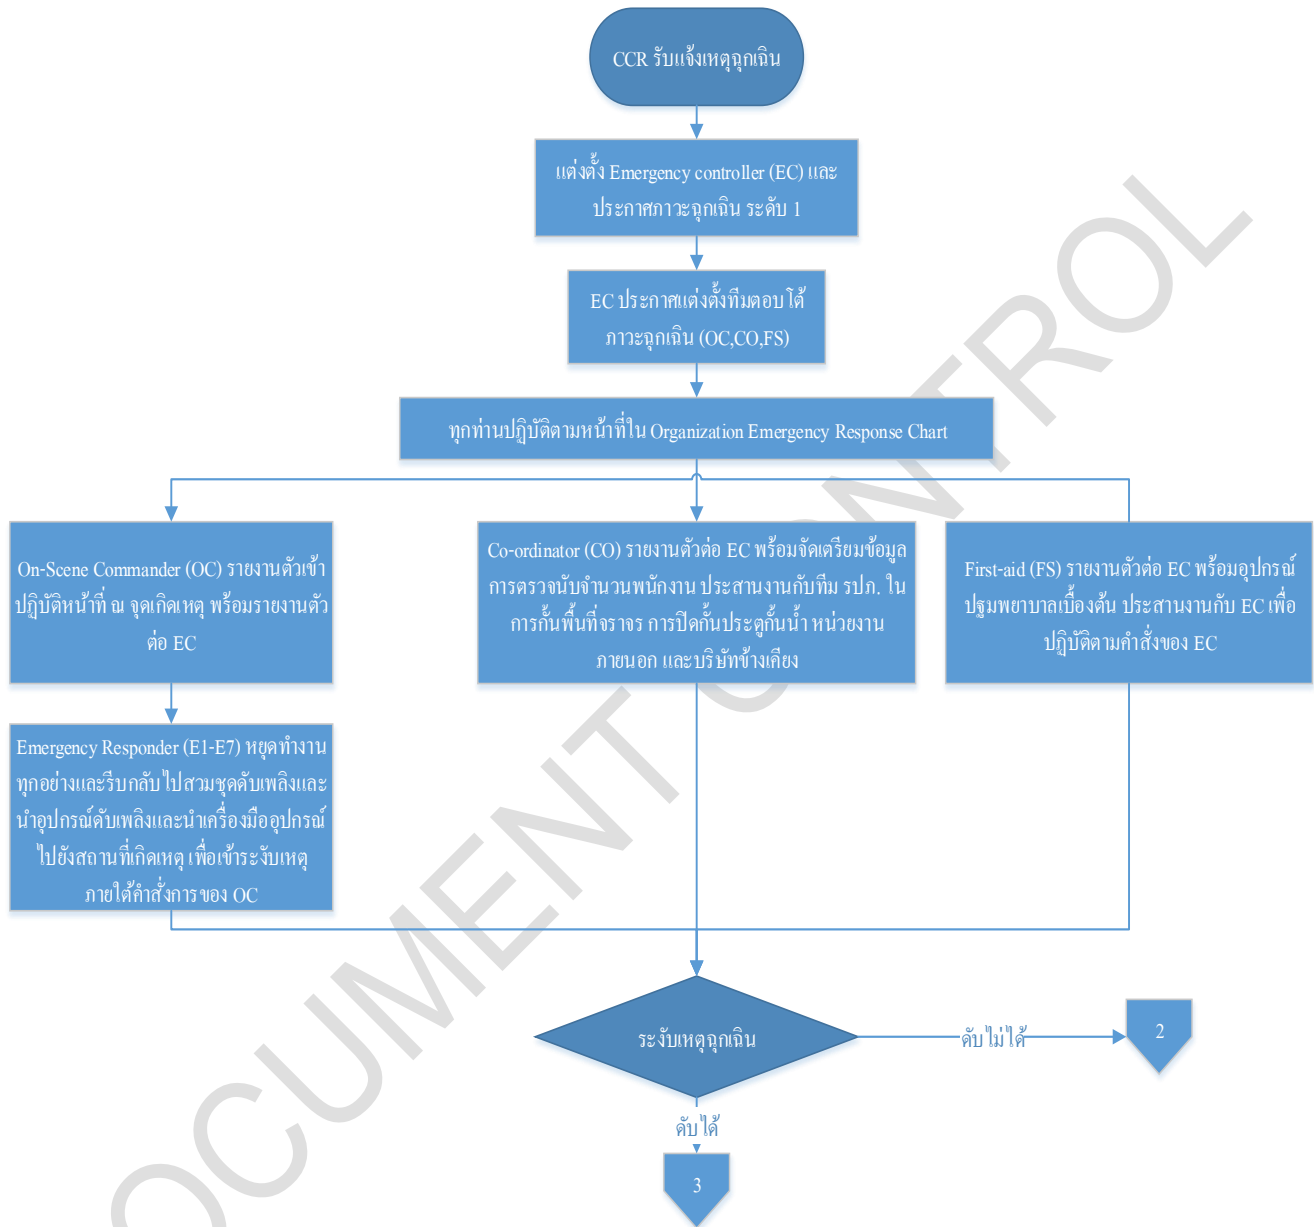 CCR รับแจ้งเหตุฉุกเฉิน
แต่งตั้ง Emergency controller (EC) และ
ประกาศภาวะฉุกเฉิน ระดับ 1
EC ประกาศแต่งตั้งทีมตอบโต้
ภาวะฉุกเฉิน (OC,CO,FS)
ทุกท่านปฏิบัติตามหน้าที่ใน Organization Emergency Response Chart
On-Scene Commander (OC) รายงานตัวเข้า
ปฏิบัติหน้าที่ ณ จุดเกิดเหตุ พร้อมรายงานตัว
ต่อ EC
Co-ordinator (CO) รายงานตัวต่อ EC พร้อมจัดเตรียมข้อมูล
การตรวจนับจำนวนพนักงาน ประสานงานกับทีม รปภ. ใน
การกั้นพื้นที่จราจร การปิดกั้นประตูกั้นน้ำ หน่วยงาน
ภายนอก และบริษัทข้างเคียง
First-aid (FS) รายงานตัวต่อ EC พร้อมอุปกรณ์
ปฐมพยาบาลเบื้องต้น ประสานงานกับ EC เพื่อ
ปฏิบัติตามคำสั่งของ EC
Emergency Responder (E1-E7) หยุดทำงาน
ทุกอย่างและรีบกลับไปสวมชุดดับเพลิงและ
นำอุปกรณ์ดับเพลิงและนำเครื่องมืออุปกรณ์
ไปยังสถานที่เกิดเหตุ เพื่อเข้าระงับเหตุ
ภายใต้คำสั่งการของ OC
ระงับเหตุฉุกเฉิน
ดับไม่ได้
2
ดับได้
3
OCUMENT CONTROL